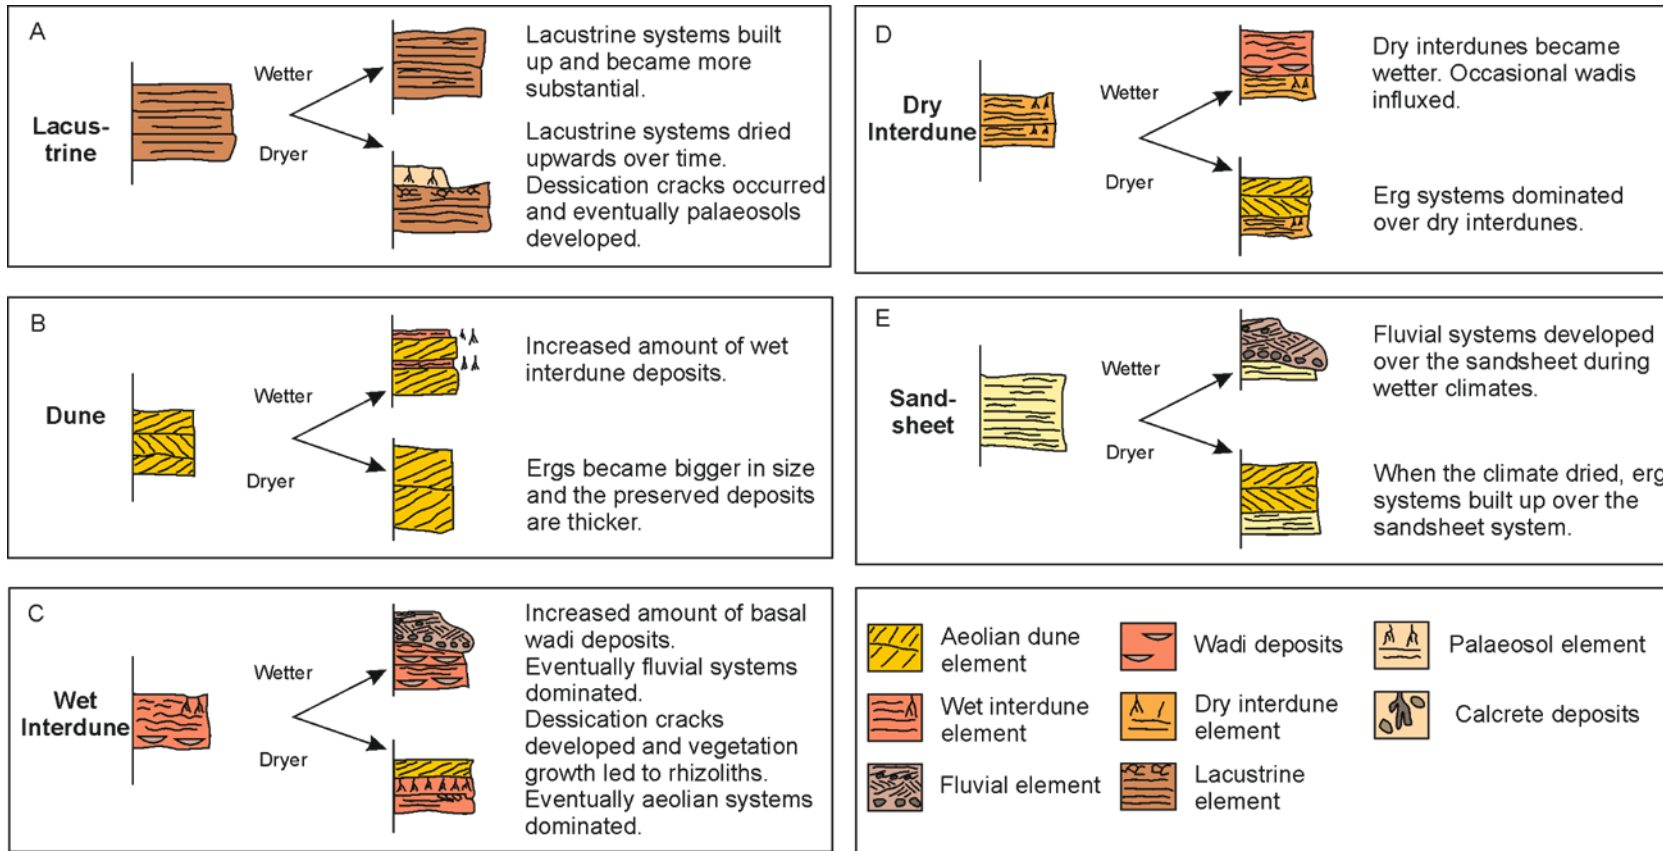 A
Lacus-
trine
Wetter
Dryer
Lacustrine systems built
up and became more
substantial.
Lacustrine systems dried
upwards over time.
Dessication cracks occurred
and eventually palaeosols
developed.
B
Dune
Wetter
Dryer
Increased amount of wet
interdune deposits.
Ergs became bigger in size
and the preserved deposits
are thicker.
C
Wet
Interdune
Wetter
Dryer
Increased amount of basal
wadi deposits.
Eventually fluvial systems
dominated.
Dessication cracks
developed and vegetation
growth led to rhizoliths.
Eventually aeolian systems
dominated.
D
Dry
Interdune
Wetter
Dryer
Dry interdunes became
wetter. Occasional wadis
influxed.
Erg systems dominated
over dry interdunes.
E
Sand-
sheet
Wetter
Dryer
Fluvial systems developed
over the sandsheet during
wetter climates.
When the climate dried, erg
systems built up over the
sandsheet system.
Aeolian dune
element
Wadi deposits
Palaeosol element
Wet interdune
element
Dry interdune
element
Calcrete deposits
Fluvial element
Lacustrine
element